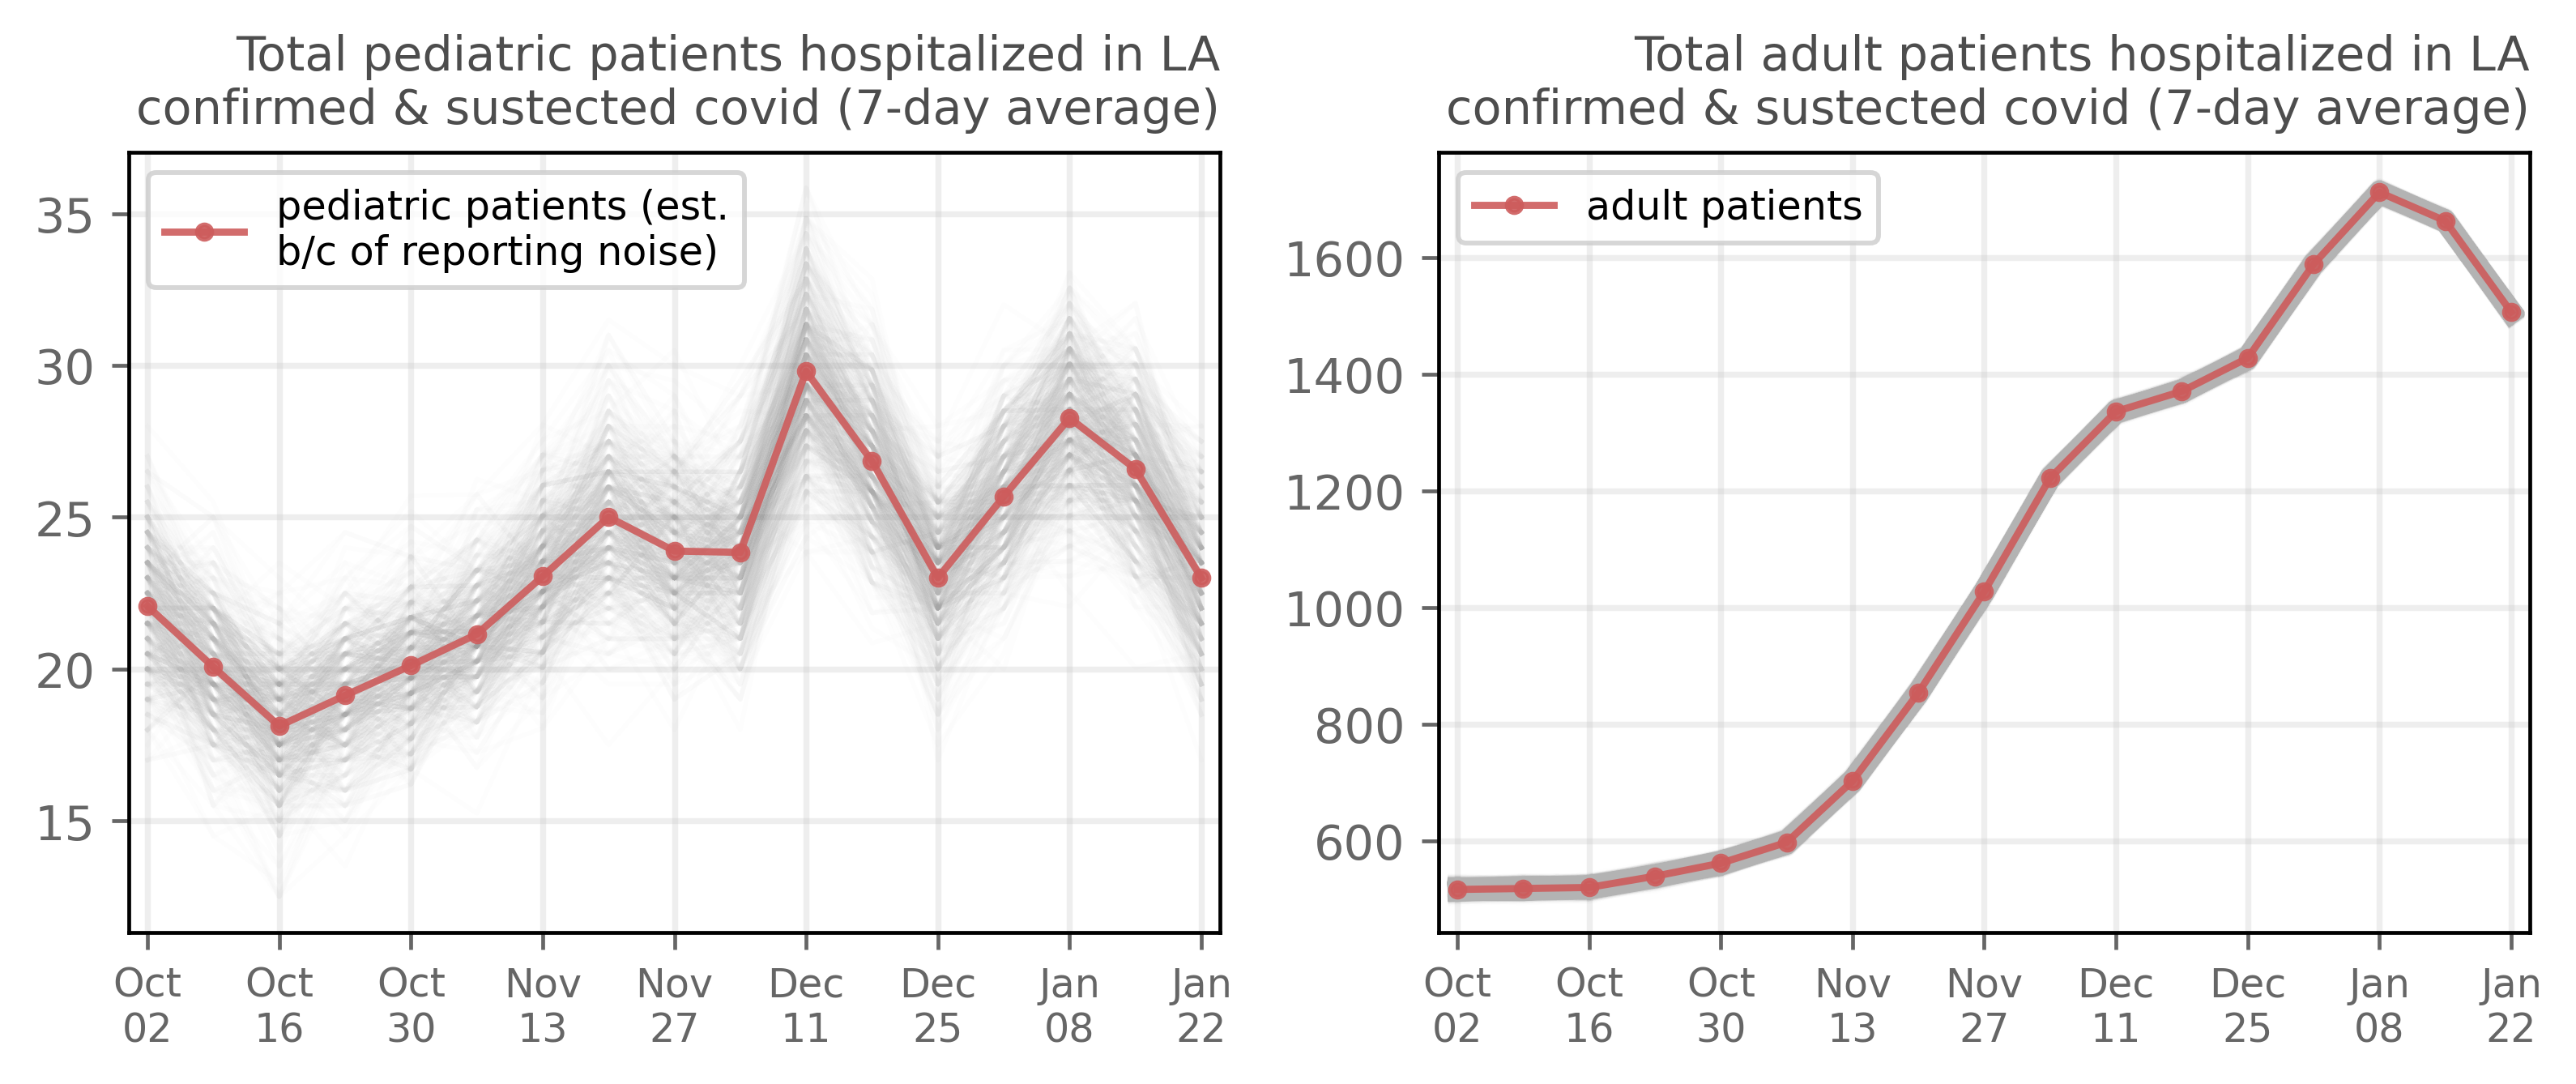 Total pediatric patients hospitalized in LA
confirmed & sustected covid (7-day average)
pediatric patients (est.
b/c of reporting noise)
35
30
25
20
15
Oct Oct Oct Nov Nov Dec Dec Jan Jan
02 16 30 13 27 11 25 08 22
Total adult patients hospitalized in LA
confirmed & sustected covid (7-day average)
adult patients
1600
1400
1200
1000
800
600
Oct Oct Oct Nov Nov Dec Dec Jan Jan
02 16 30 13 27 11 25 08 22